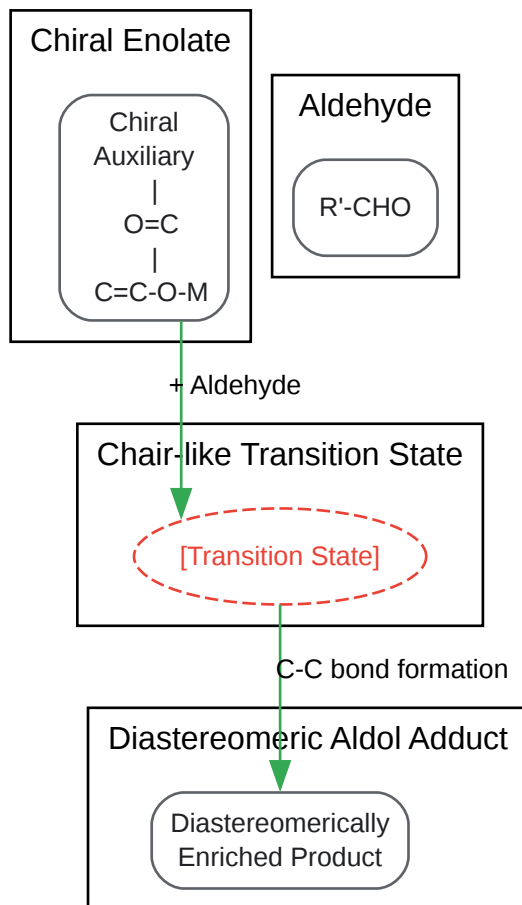 Chiral Enolate
Chiral
Auxiliary
|
O=C
|
C=C-O-M
Aldehyde
R'-CHO
+ Aldehyde
Chair-like Transition State
[Transition State]
C-C bond formation
Diastereomeric Aldol Adduct
Diastereomerically
Enriched Product